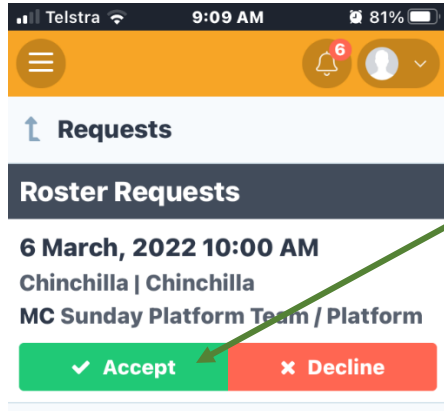 Telstra 9:09 AM 81%
6
Requests
Roster Requests
6 March, 2022 10:00 AM
Chinchilla | Chinchilla
MC Sunday Platform Team / Platform
Accept Decline